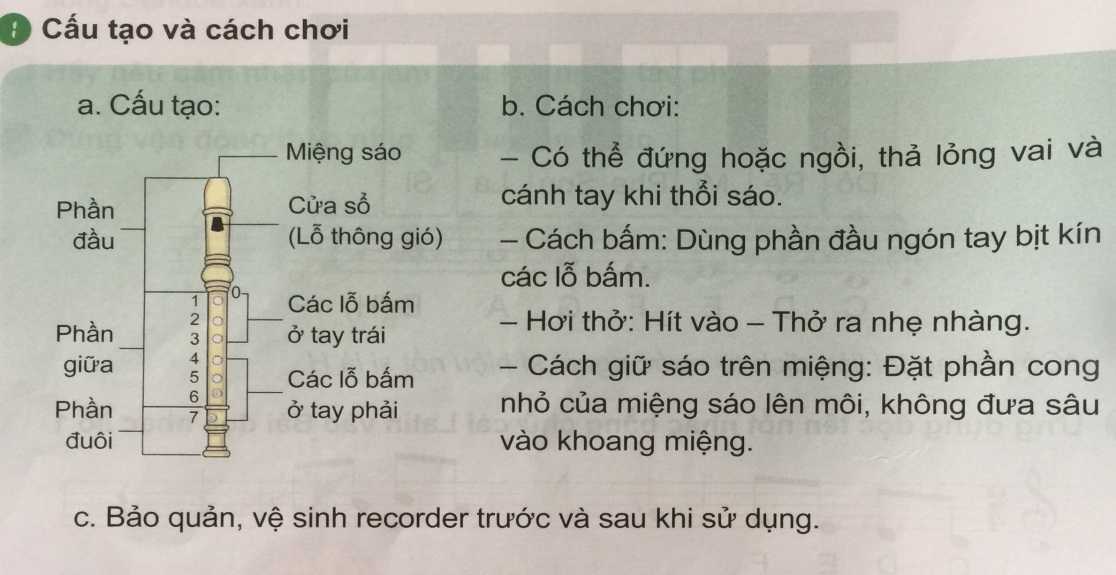 Cấu tạo và cách chơi
a. Cấu tạo:
Miệng sáo
Phần
đầu
Cửa sổ
(Lỗ thông gió)
0
1
2
3
4
5
6
7
Các lỗ bấm
ở tay trái
Phần
giữa
Các lỗ bấm
ở tay phải
Phần
đuôi
b. Cách chơi:
– Có thể đứng hoặc ngồi, thả lỏng vai và
cánh tay khi thổi sáo.
– Cách bấm: Dùng phần đầu ngón tay bịt kín
các lỗ bấm.
– Hơi thở: Hít vào – Thở ra nhẹ nhàng.
– Cách giữ sáo trên miệng: Đặt phần cong
nhỏ của miệng sáo lên môi, không đưa sâu
vào khoang miệng.
c. Bảo quản, vệ sinh recorder trước và sau khi sử dụng.